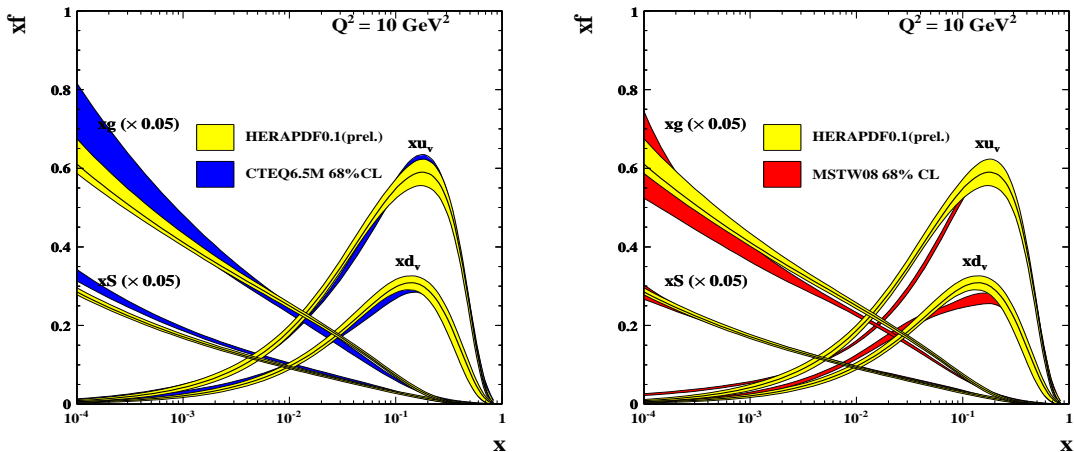 xf
Q² = 10 GeV²
1
0.8
0.6
0.4
0.2
0
xg (× 0.05)
HERAPDF0.1(prel.)
CTEQ6.5M 68%CL
xu_v
xd_v
xS (× 0.05)
10⁻⁴
10⁻³
10⁻²
10⁻¹
1
x
xf
Q² = 10 GeV²
1
0.8
0.6
0.4
0.2
0
xg (× 0.05)
HERAPDF0.1(prel.)
MSTW08 68% CL
xu_v
xd_v
xS (× 0.05)
10⁻⁴
10⁻³
10⁻²
10⁻¹
1
x